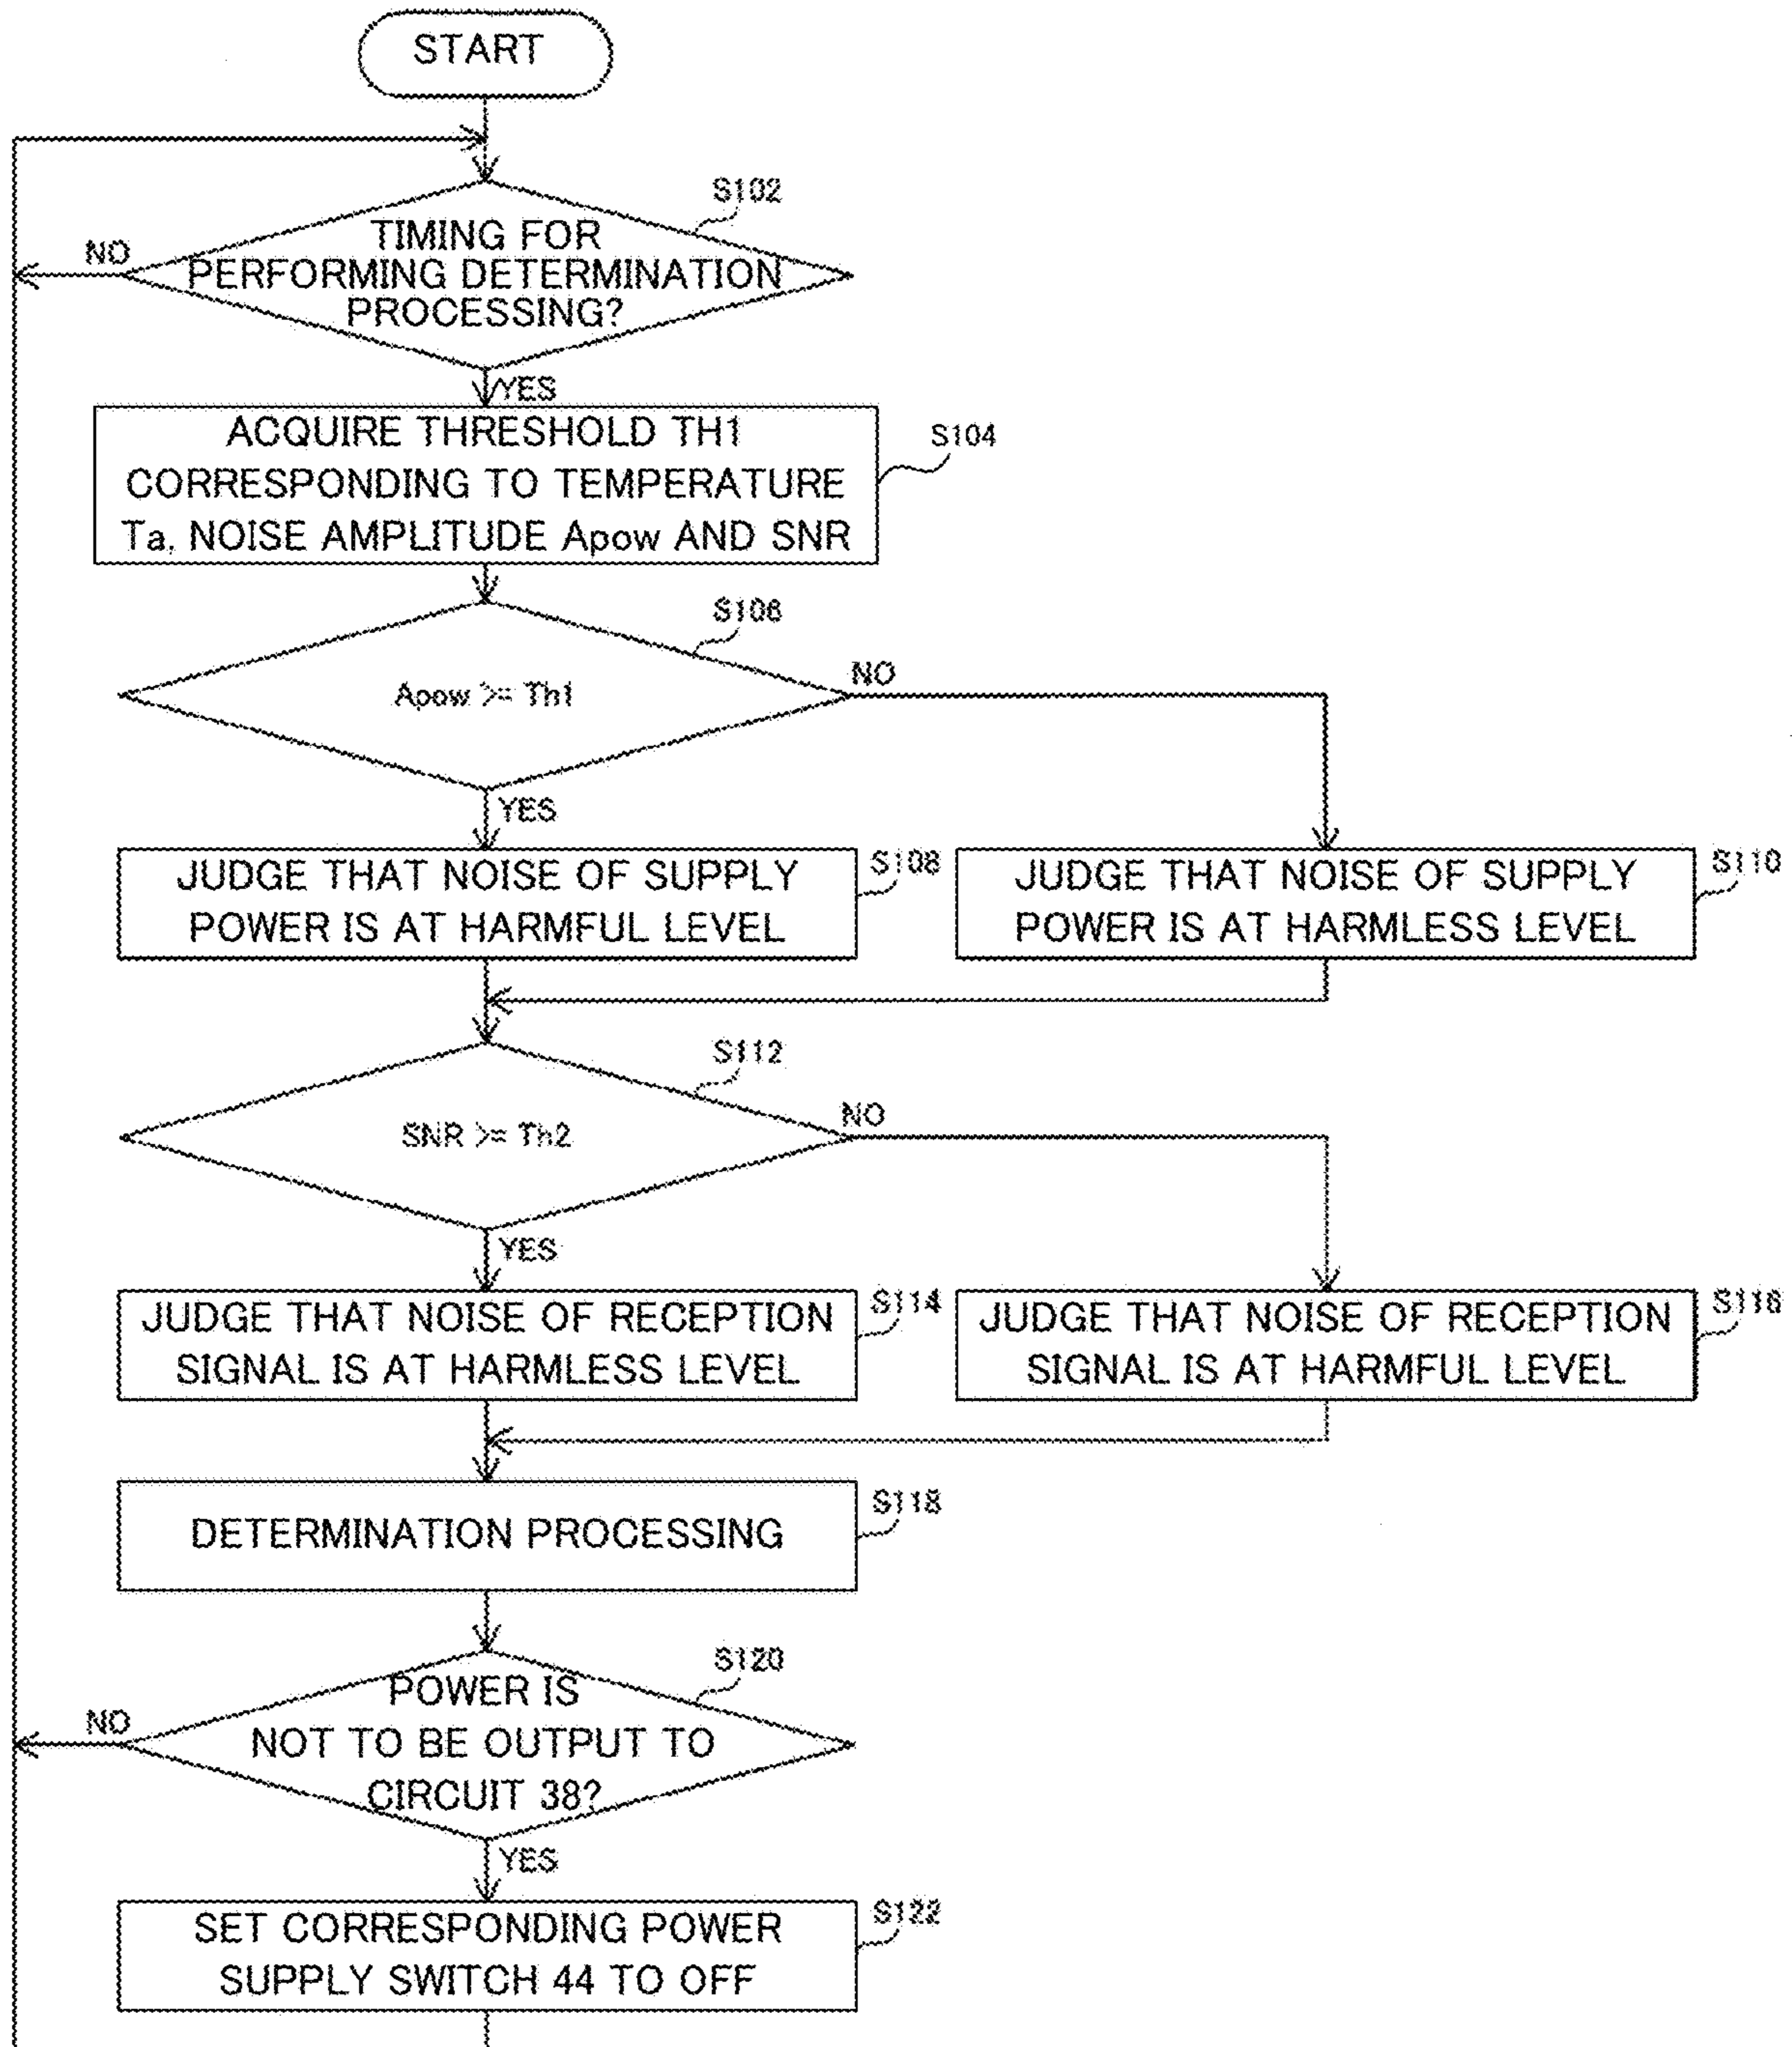 START
S102
TIMING FOR
PERFORMING DETERMINATION
PROCESSING?
NO
YES
ACQUIRE THRESHOLD TH1
CORRESPONDING TO TEMPERATURE
Ta, NOISE AMPLITUDE Apow AND SNR
S104
S106
Apow >= Th1
NO
YES
JUDGE THAT NOISE OF SUPPLY
POWER IS AT HARMFUL LEVEL
S108
JUDGE THAT NOISE OF SUPPLY
POWER IS AT HARMLESS LEVEL
S110
S112
SNR >= Th2
NO
YES
JUDGE THAT NOISE OF RECEPTION
SIGNAL IS AT HARMLESS LEVEL
S114
JUDGE THAT NOISE OF RECEPTION
SIGNAL IS AT HARMFUL LEVEL
S116
DETERMINATION PROCESSING
S118
S120
POWER IS
NOT TO BE OUTPUT TO
CIRCUIT 38?
NO
YES
SET CORRESPONDING POWER
SUPPLY SWITCH 44 TO OFF
S122